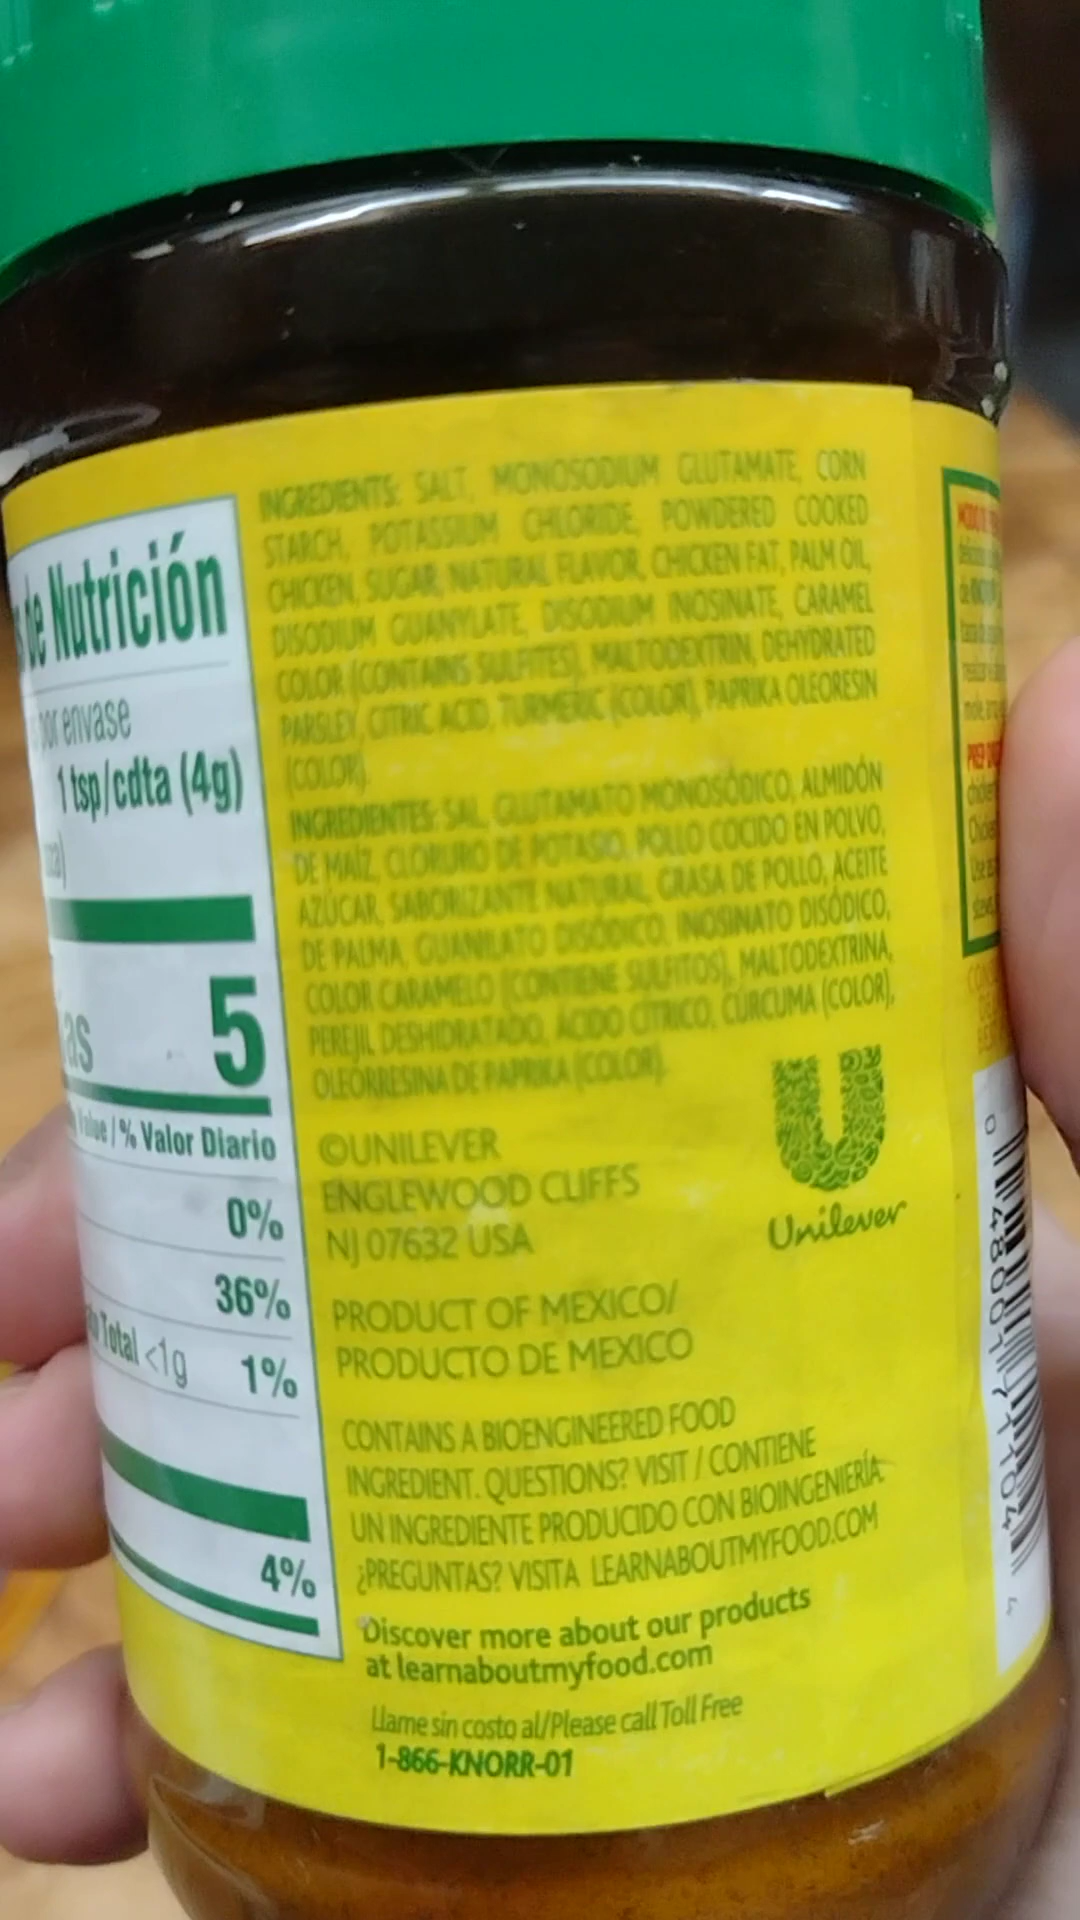 de Nutrición
por envase
1 tsp/cdta (4g)
5
Value / % Valor Diario
0%
36%
Total <1g 1%
4%
INGREDIENTS: SALT, MONOSODIUM GLUTAMATE, CORN
STARCH, POTASSIUM CHLORIDE, POWDERED COOKED
CHICKEN, SUGAR, NATURAL FLAVOR, CHICKEN FAT, PALM OIL,
DISODIUM GUANYLATE, DISODIUM INOSINATE, CARAMEL
COLOR (CONTAINS SULFITES), MALTODEXTRIN, DEHYDRATED
PARSLEY, CITRIC ACID, TURMERIC (COLOR), PAPRIKA OLEORESIN
(COLOR).
INGREDIENTES: SAL, GLUTAMATO MONOSÓDICO, ALMIDÓN
DE MAÍZ, CLORURO DE POTASIO, POLLO COCIDO EN POLVO,
AZÚCAR, SABORIZANTE NATURAL, GRASA DE POLLO, ACEITE
DE PALMA, GUANILATO DISÓDICO, INOSINATO DISÓDICO,
COLOR CARAMELO (CONTIENE SULFITOS), MALTODEXTRINA,
PEREJIL DESHIDRATADO, ÁCIDO CÍTRICO, CÚRCUMA (COLOR),
OLEORRESINA DE PAPRIKA (COLOR).
©UNILEVER
ENGLEWOOD CLIFFS
NJ 07632 USA
Unilever
PRODUCT OF MEXICO/
PRODUCTO DE MEXICO
CONTAINS A BIOENGINEERED FOOD
INGREDIENT. QUESTIONS? VISIT / CONTIENE
UN INGREDIENTE PRODUCIDO CON BIOINGENIERÍA.
¿PREGUNTAS? VISITA LEARNABOUTMYFOOD.COM
Discover more about our products
at learnaboutmyfood.com
Llame sin costo al/Please call Toll Free
1-866-KNORR-01